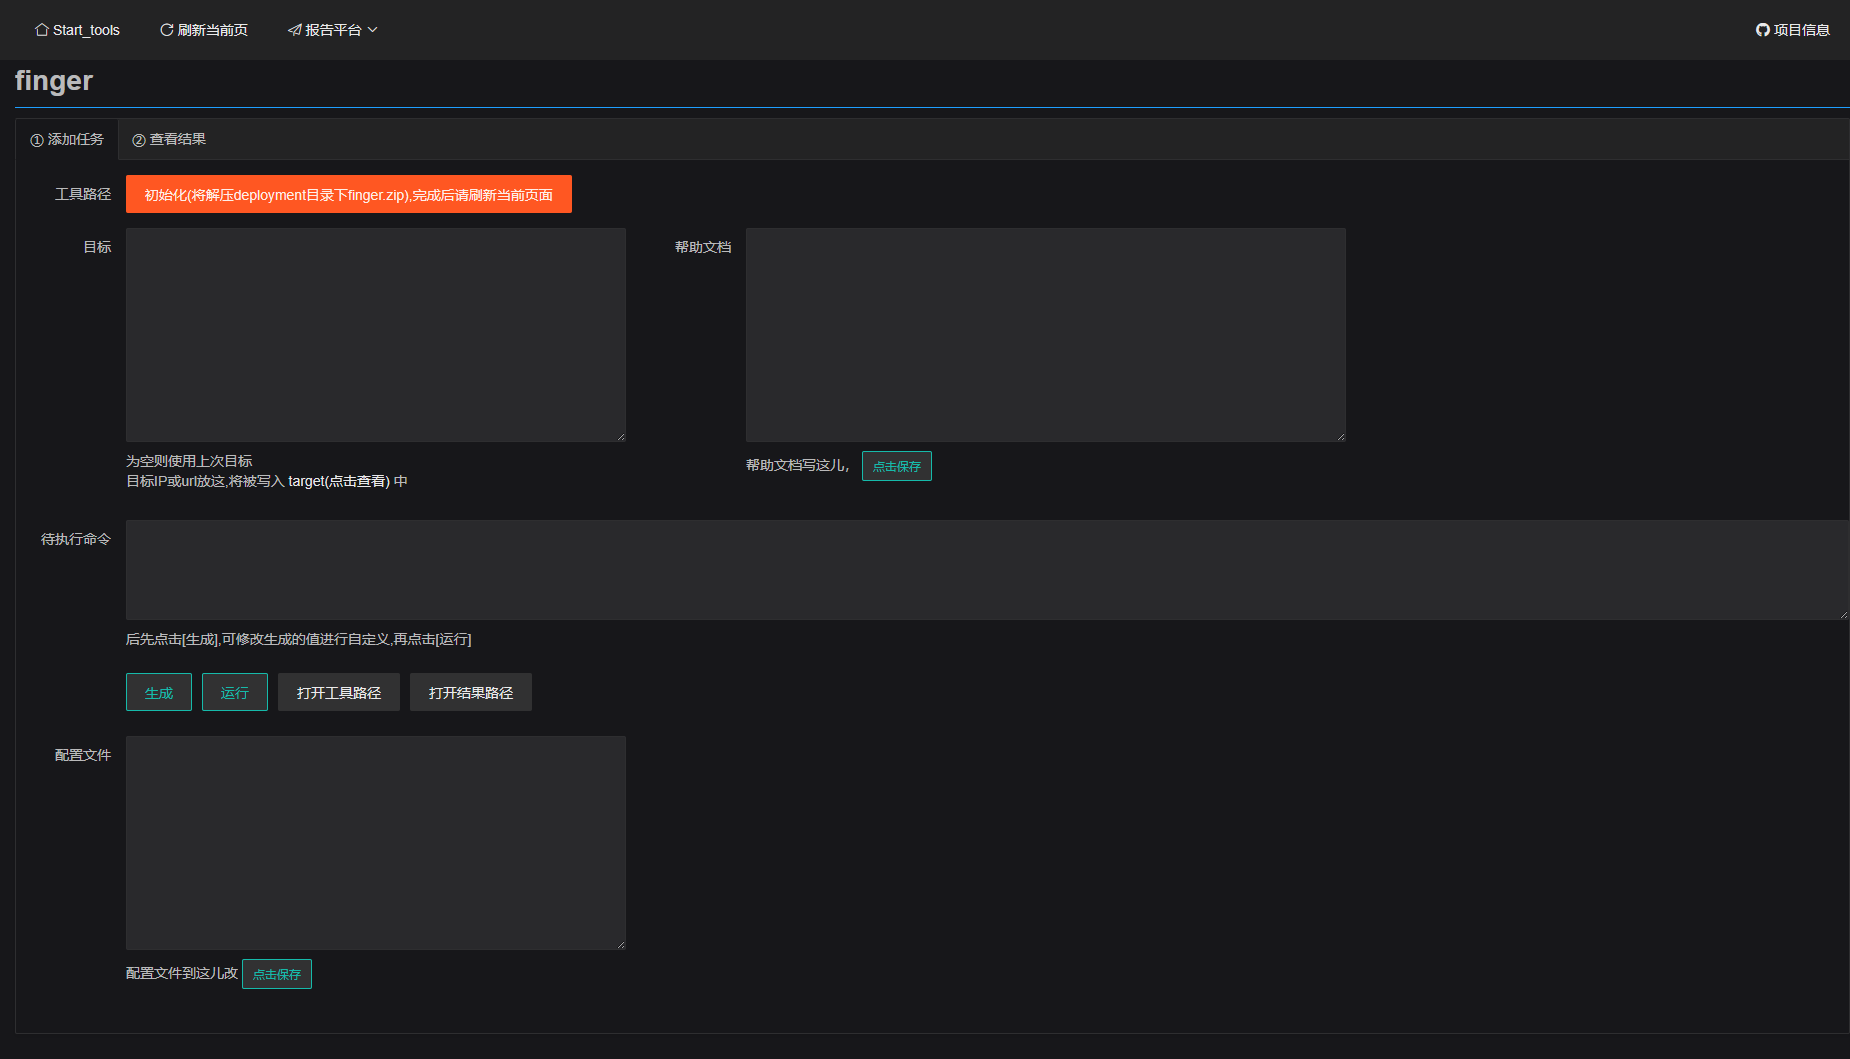 Start_tools
刷新当前页
报告平台
项目信息
finger
① 添加任务
② 查看结果
工具路径
初始化(将解压deployment目录下finger.zip),完成后请刷新当前页面
目标
帮助文档
为空则使用上次目标
目标IP或url放这,将被写入 target(点击查看) 中
帮助文档写这儿，
点击保存
待执行命令
后先点击[生成],可修改生成的值进行自定义,再点击[运行]
生成
运行
打开工具路径
打开结果路径
配置文件
配置文件到这儿改
点击保存